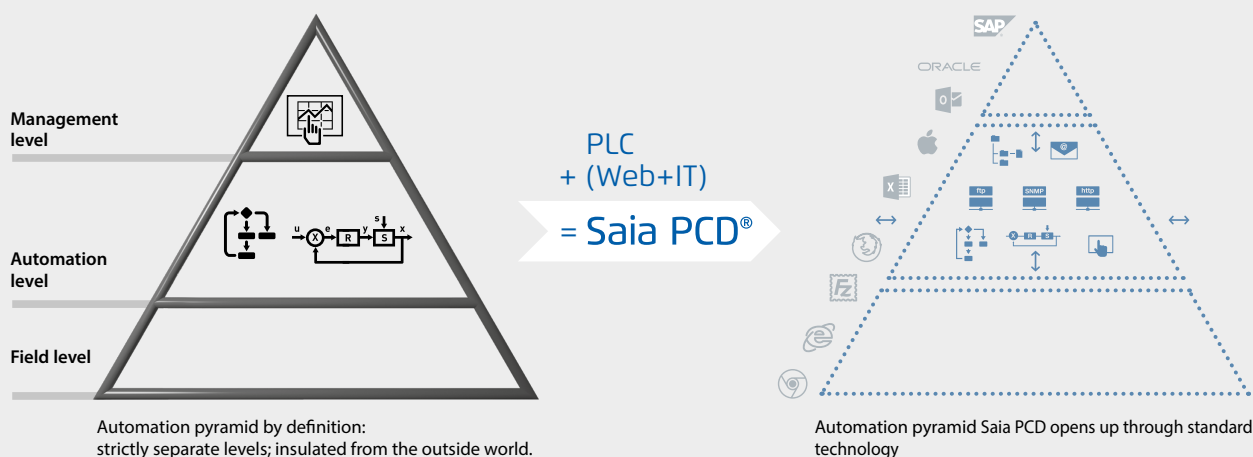 Management
level
Automation
level
Field level
u
X
e
R
y
s
S
x
Automation pyramid by definition:
strictly separate levels; insulated from the outside world.
PLC
+ (Web+IT)
= Saia PCD®
SAP
ORACLE
O
X
FZ
@
ftp
SNMP
http
X
R
S
Automation pyramid Saia PCD opens up through standard
technology